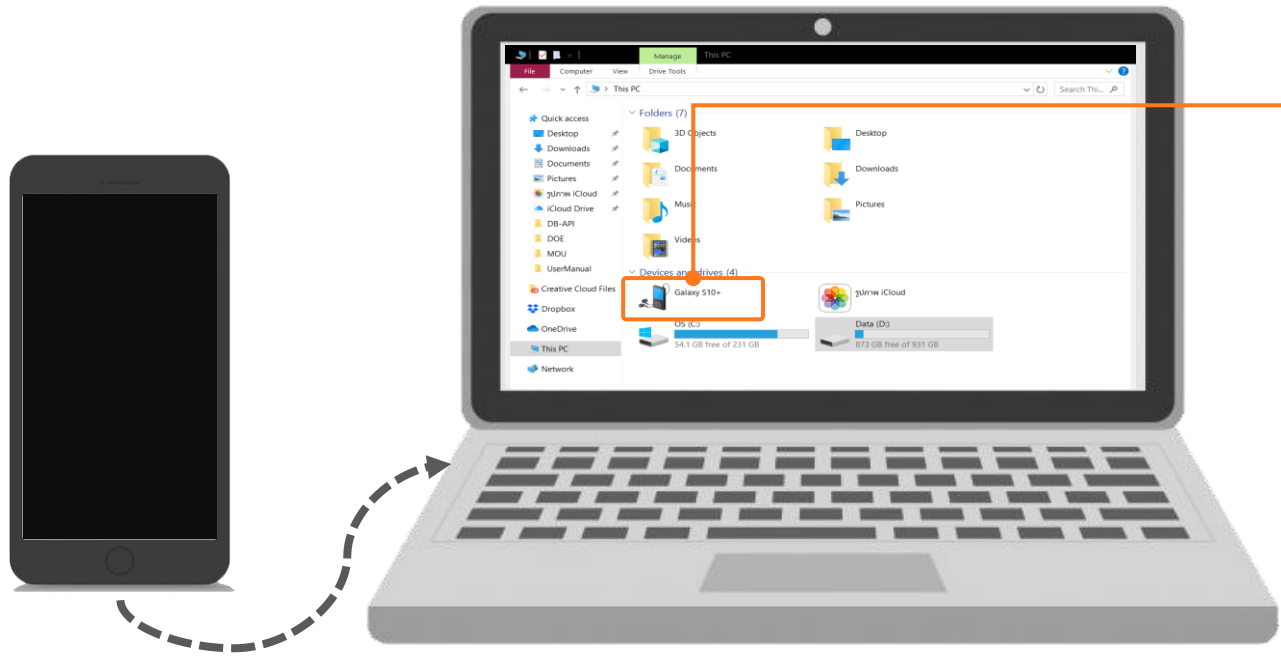 Manage This PC
File Computer View Drive Tools
This PC
Search Thi...
Quick access
Desktop
Downloads
Documents
Pictures
รูปภาพ iCloud
iCloud Drive
DB-API
DOE
MOU
UserManual
Creative Cloud Files
Dropbox
OneDrive
This PC
Network
Folders (7)
3D Objects
Desktop
Documents
Downloads
Music
Pictures
Videos
Devices and drives (4)
Galaxy S10+
รูปภาพ iCloud
OS (C:)
54.1 GB free of 231 GB
Data (D:)
873 GB free of 931 GB